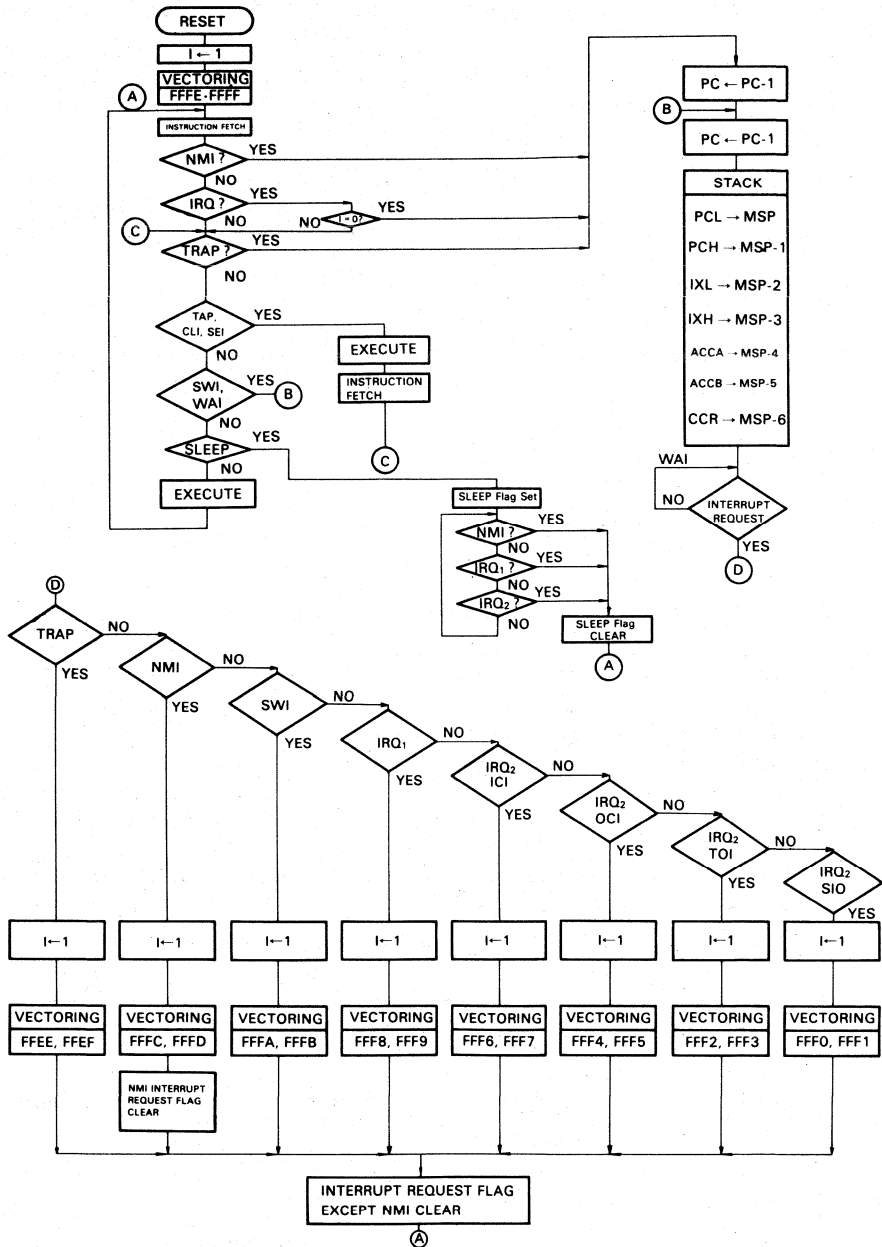 RESET
I ← 1
VECTORING
FFFE-FFFF
A
INSTRUCTION FETCH
NMI ?
YES
NO
IRQ ?
YES
NO
I = 0?
YES
NO
C
TRAP ?
YES
NO
TAP,
CLI, SEI
YES
NO
EXECUTE
INSTRUCTION
FETCH
C
SWI,
WAI
YES
B
NO
SLEEP
YES
NO
EXECUTE
SLEEP Flag Set
NMI ?
YES
NO
IRQ₁ ?
YES
NO
IRQ₂ ?
YES
NO
SLEEP Flag
CLEAR
A
PC ← PC-1
B
PC ← PC-1
STACK
PCL → MSP
PCH → MSP-1
IXL → MSP-2
IXH → MSP-3
ACCA → MSP-4
ACCB → MSP-5
CCR → MSP-6
WAI
NO
INTERRUPT
REQUEST
YES
D
D
TRAP
NO
YES
NMI
NO
YES
SWI
NO
YES
IRQ₁
NO
YES
IRQ₂
ICI
NO
YES
IRQ₂
OCI
NO
YES
IRQ₂
TOI
NO
YES
IRQ₂
SIO
YES
I←1
I←1
I←1
I←1
I←1
I←1
I←1
I←1
VECTORING
FFEE, FFEF
VECTORING
FFFC, FFFD
VECTORING
FFFA, FFFB
VECTORING
FFF8, FFF9
VECTORING
FFF6, FFF7
VECTORING
FFF4, FFF5
VECTORING
FFF2, FFF3
VECTORING
FFF0, FFF1
NMI INTERRUPT
REQUEST FLAG
CLEAR
INTERRUPT REQUEST FLAG
EXCEPT NMI CLEAR
A